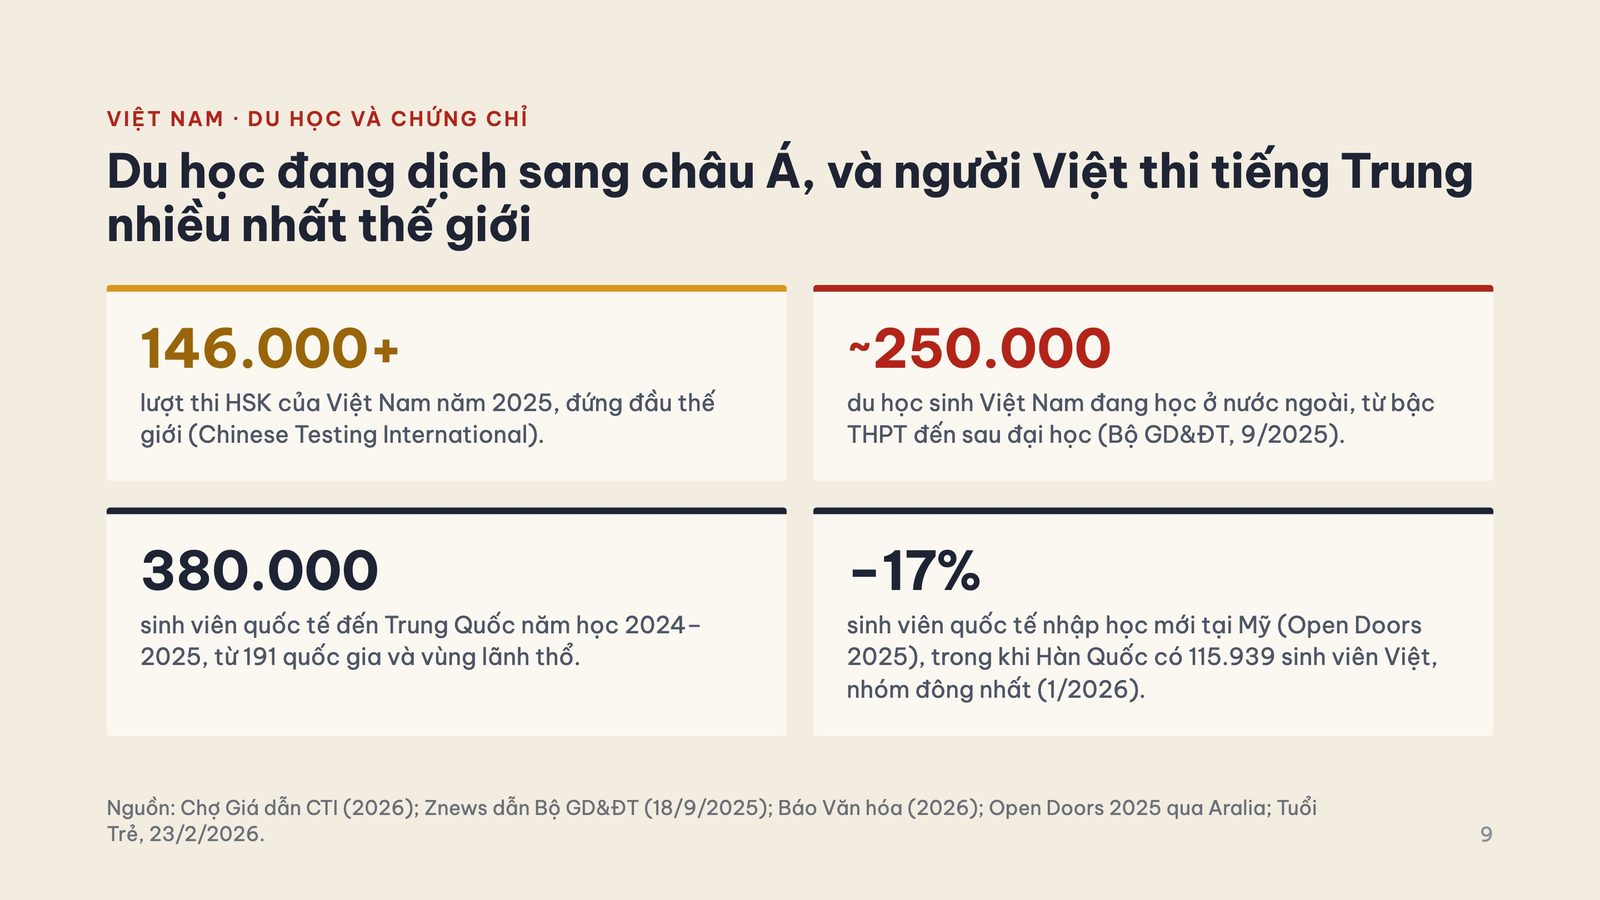 VIỆT NAM · DU HỌC VÀ CHỨNG CHỈ
Du học đang dịch sang châu Á, và người Việt thi tiếng Trung
nhiều nhất thế giới
146.000+
lượt thi HSK của Việt Nam năm 2025, đứng đầu thế
giới (Chinese Testing International).
~250.000
du học sinh Việt Nam đang học ở nước ngoài, từ bậc
THPT đến sau đại học (Bộ GD&ĐT, 9/2025).
380.000
sinh viên quốc tế đến Trung Quốc năm học 2024–
2025, từ 191 quốc gia và vùng lãnh thổ.
−17%
sinh viên quốc tế nhập học mới tại Mỹ (Open Doors
2025), trong khi Hàn Quốc có 115.939 sinh viên Việt,
nhóm đông nhất (1/2026).
Nguồn: Chợ Giá dẫn CTI (2026); Znews dẫn Bộ GD&ĐT (18/9/2025); Báo Văn hóa (2026); Open Doors 2025 qua Aralia; Tuổi
Trẻ, 23/2/2026.
9